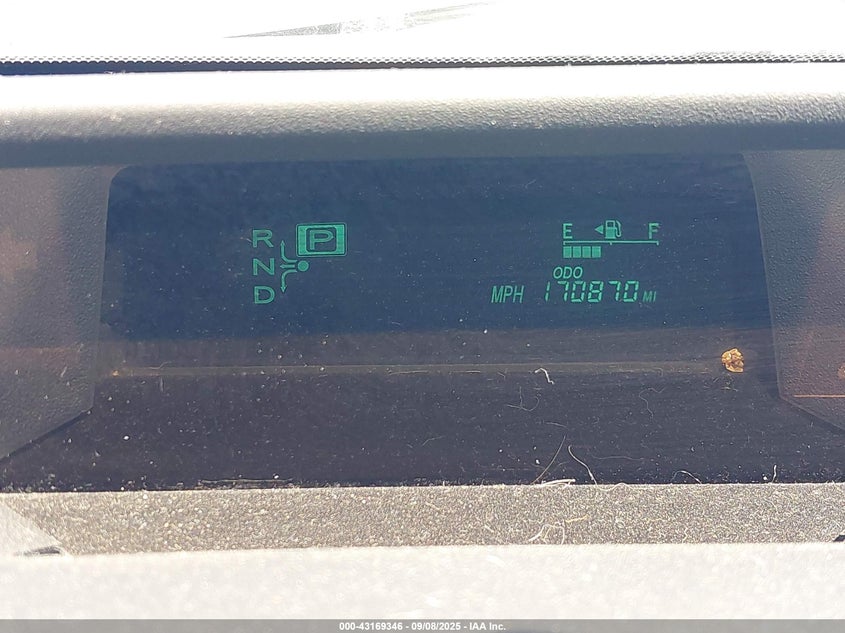 R P
N
D
E F
ODO
MPH 170870 MI
000-43169346 - 09/08/2025 - IAA Inc.